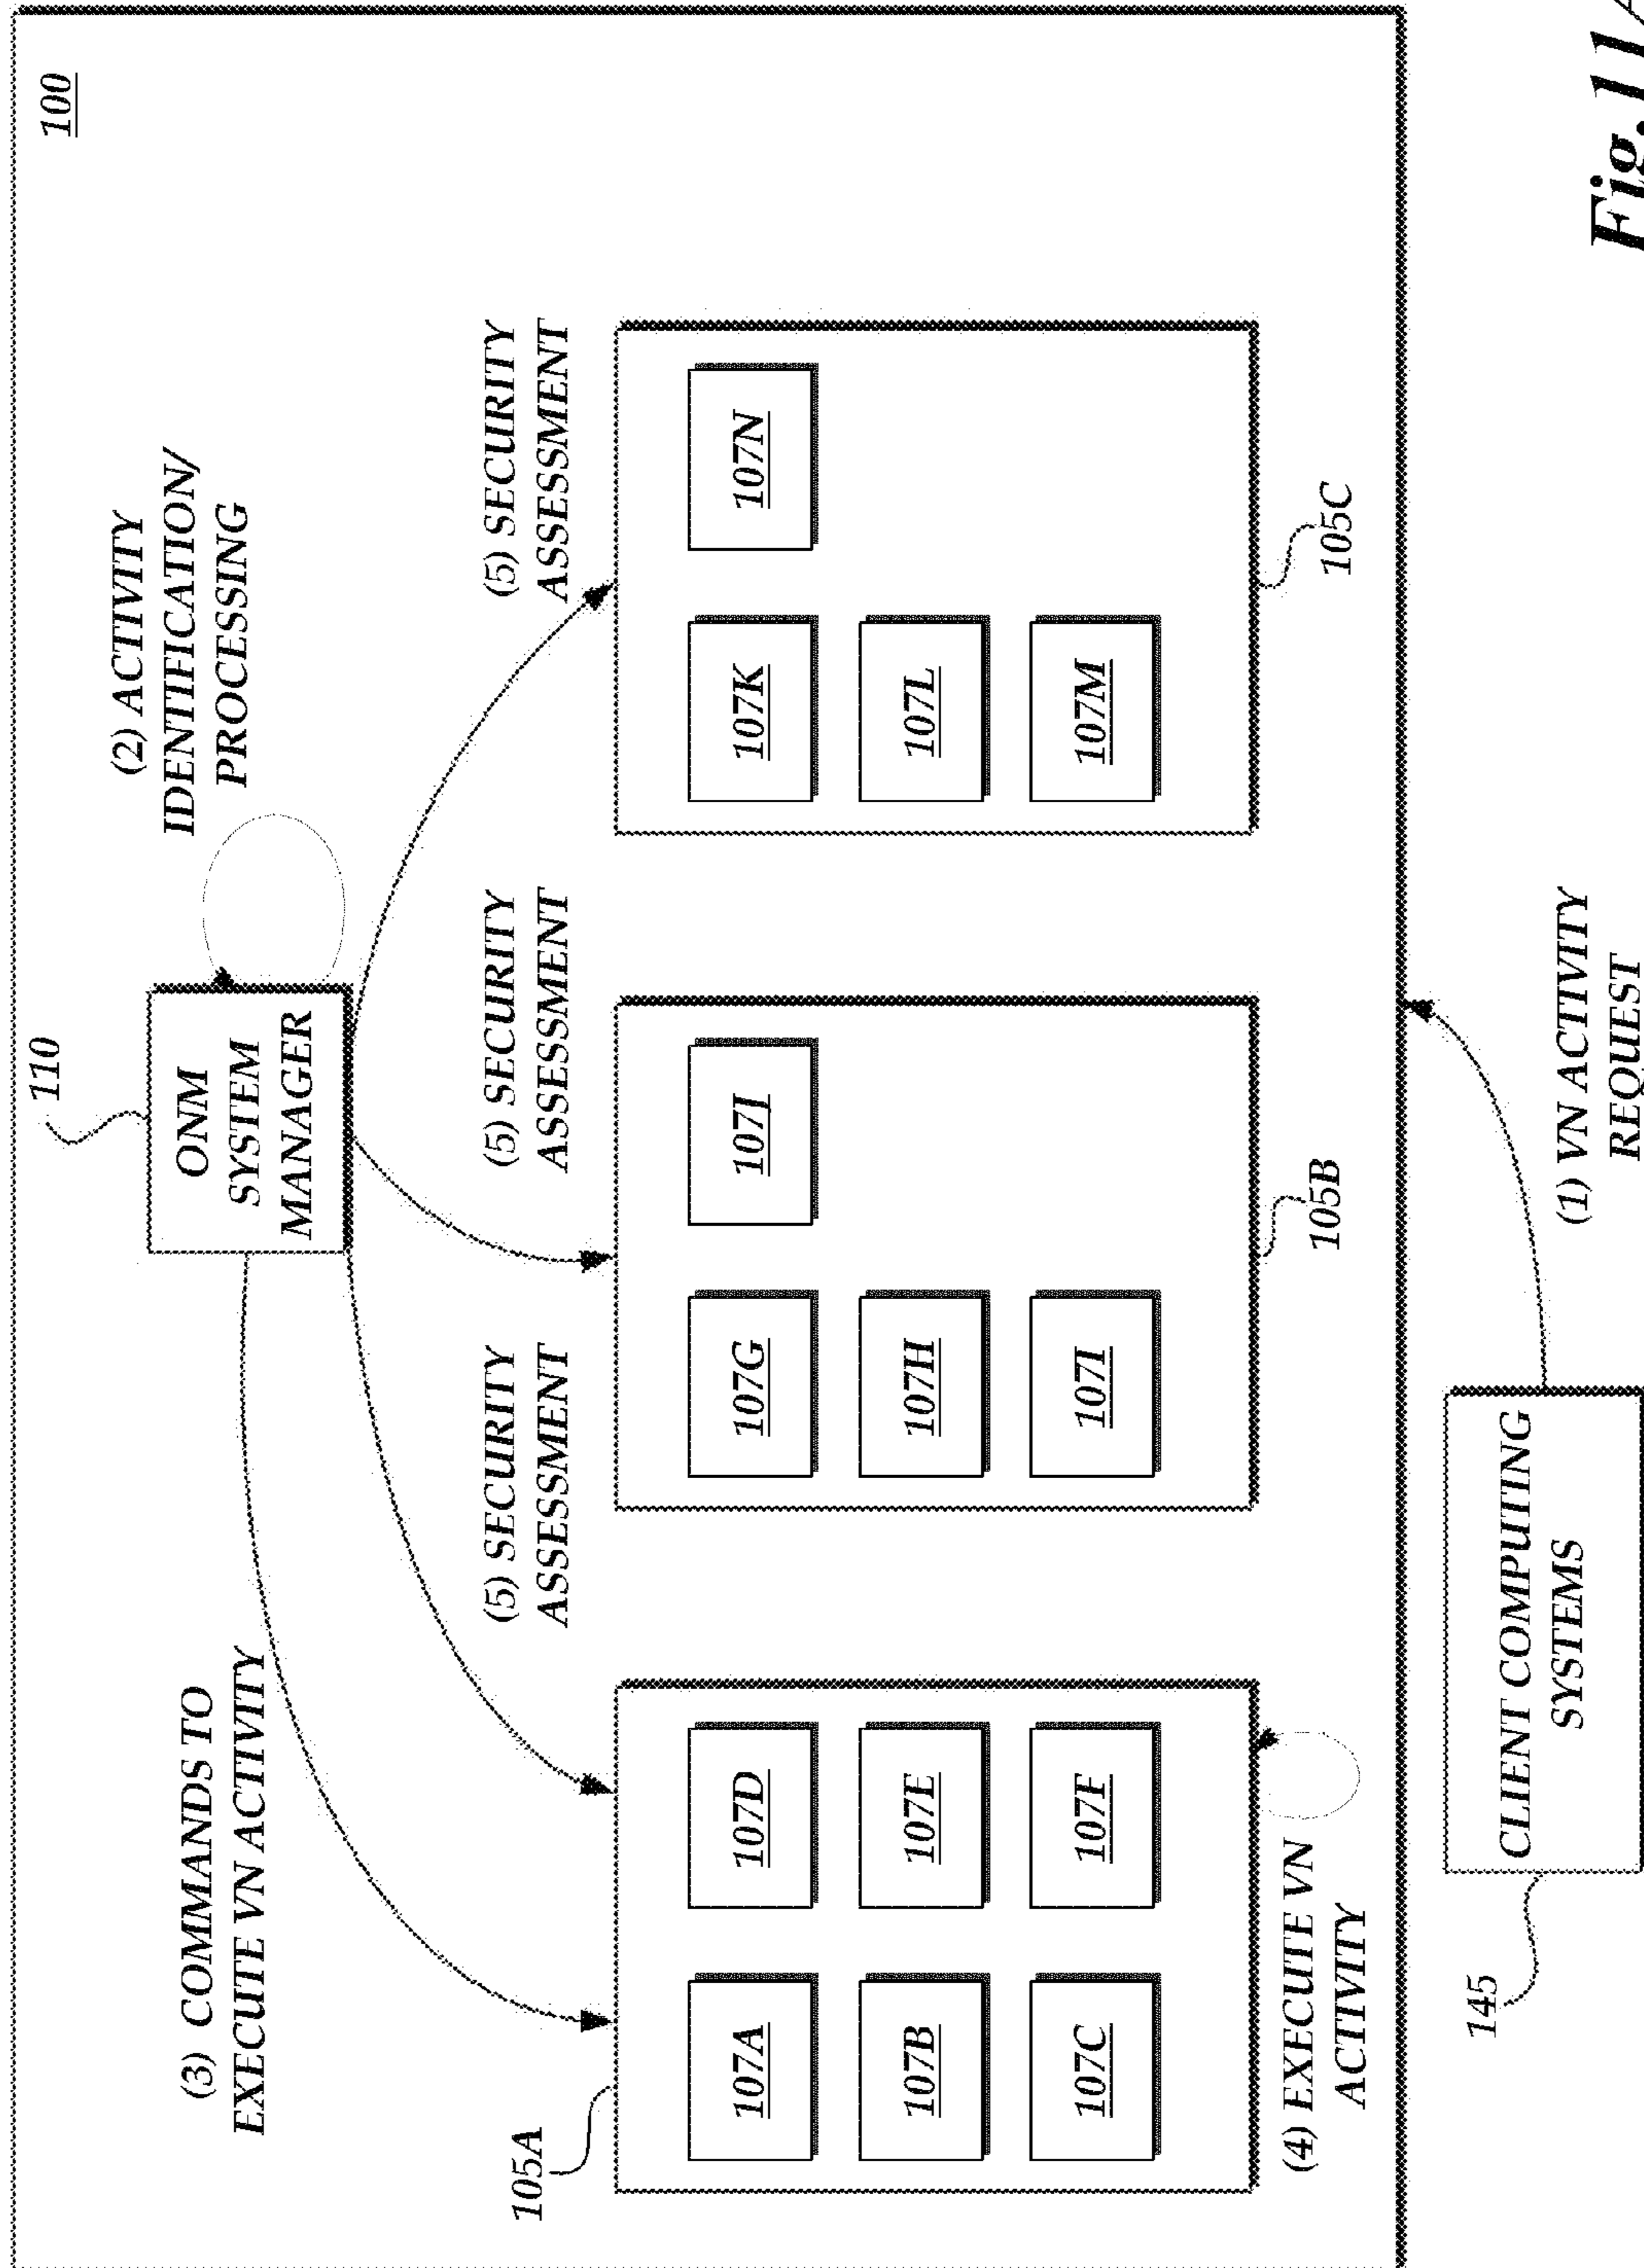 110
100
(2) ACTIVITY
IDENTIFICATION/
PROCESSING
ONM
SYSTEM
MANAGER
(3) COMMANDS TO
EXECUTE VN ACTIVITY
(5) SECURITY
ASSESSMENT
(5) SECURITY
ASSESSMENT
(5) SECURITY
ASSESSMENT
105A
107A
107D
107B
107E
107C
107F
107G
107J
107H
107I
107K
107N
107L
107M
(4) EXECUTE VN
ACTIVITY
105B
105C
145
CLIENT COMPUTING
SYSTEMS
(1) VN ACTIVITY
REQUEST
Fig.11A